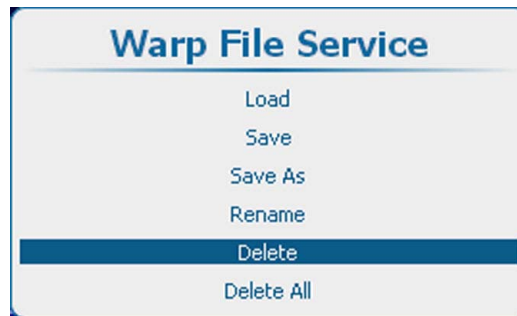 Warp File Service
Load
Save
Save As
Rename
Delete
Delete All